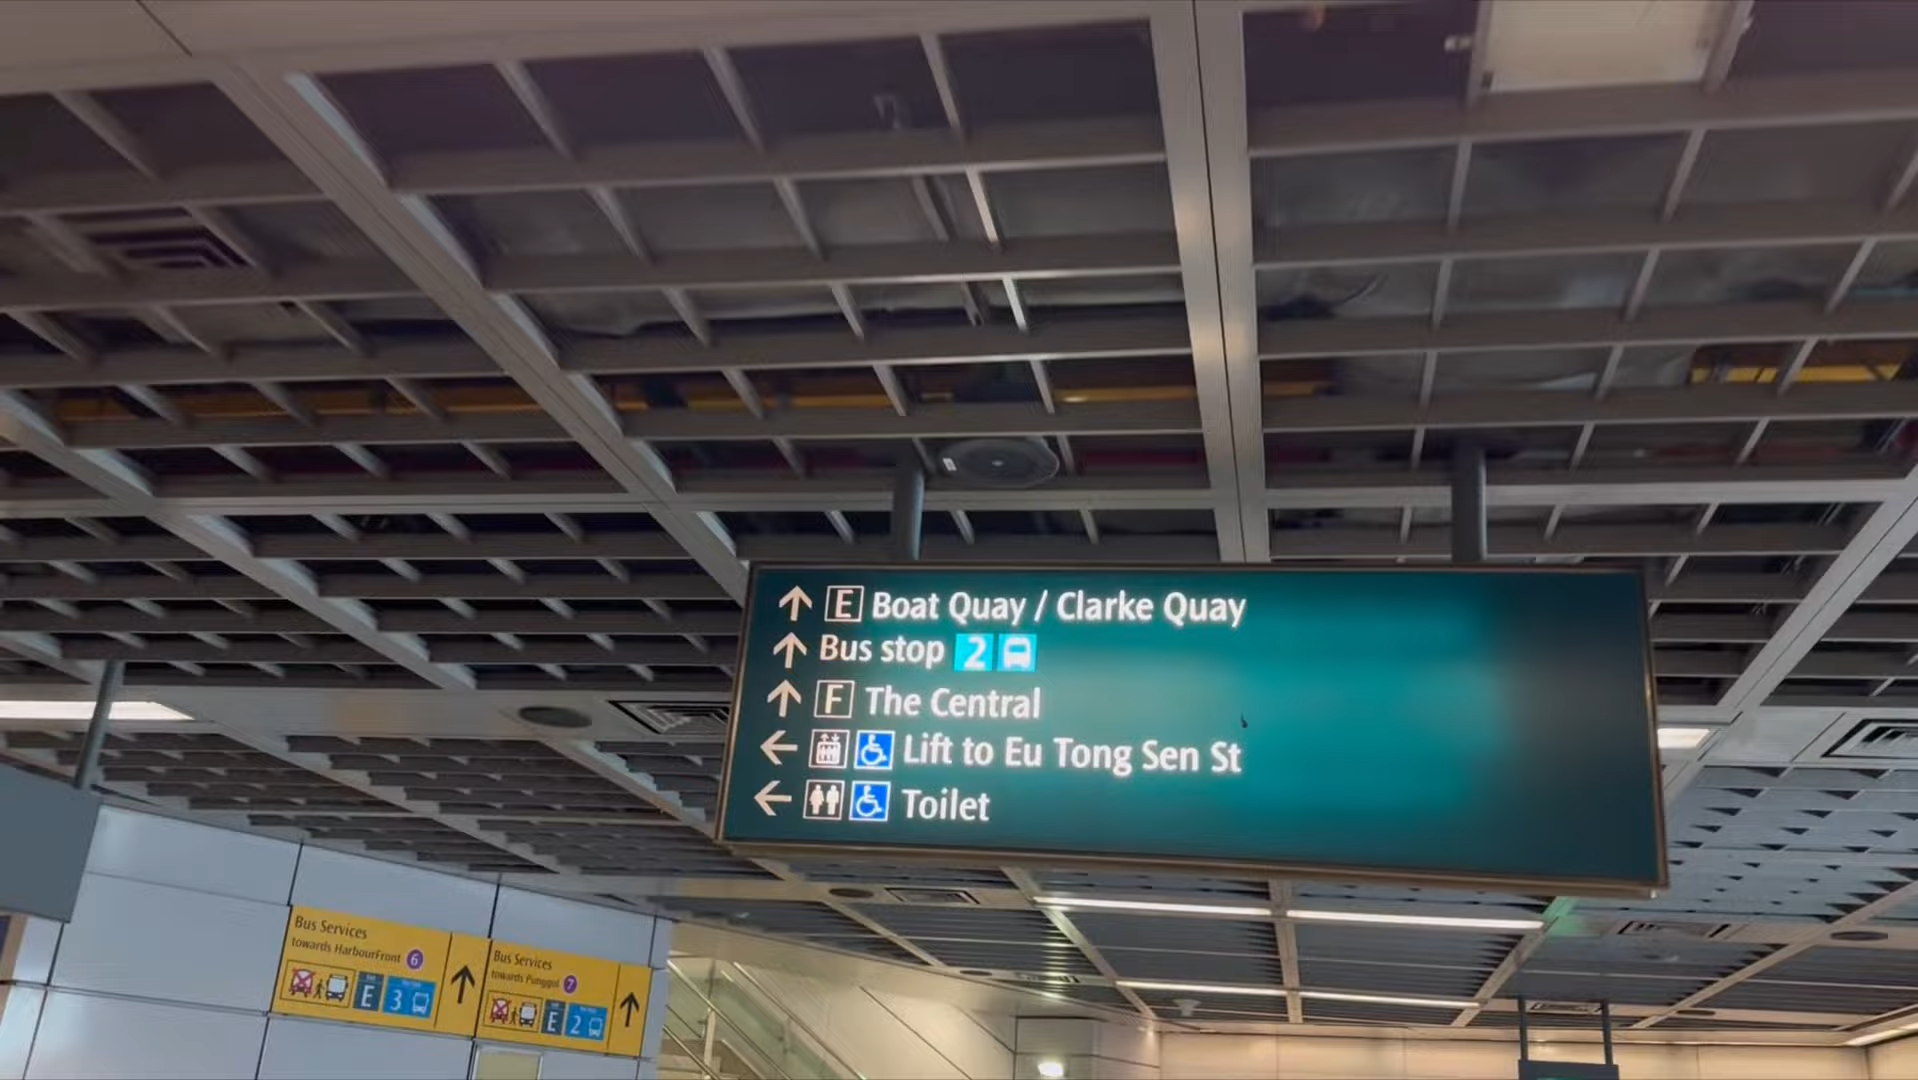 E Boat Quay / Clarke Quay
Bus stop 2
F The Central
Lift to Eu Tong Sen St
Toilet
Bus Services
towards HarbourFront 6
E 3
Bus Services
towards Punggol 7
E 2